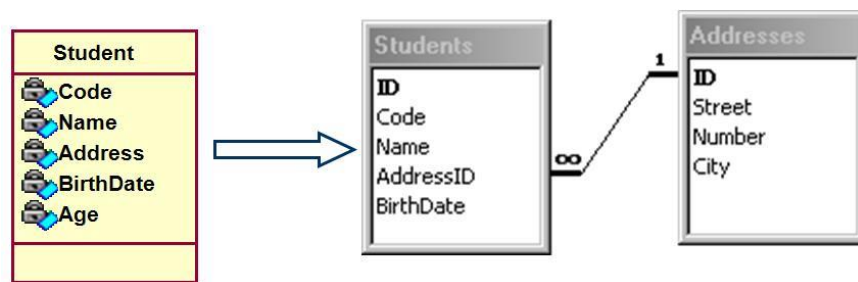 Student
Code
Name
Address
BirthDate
Age
Students
ID
Code
Name
AddressID
BirthDate
∞
1
Addresses
ID
Street
Number
City